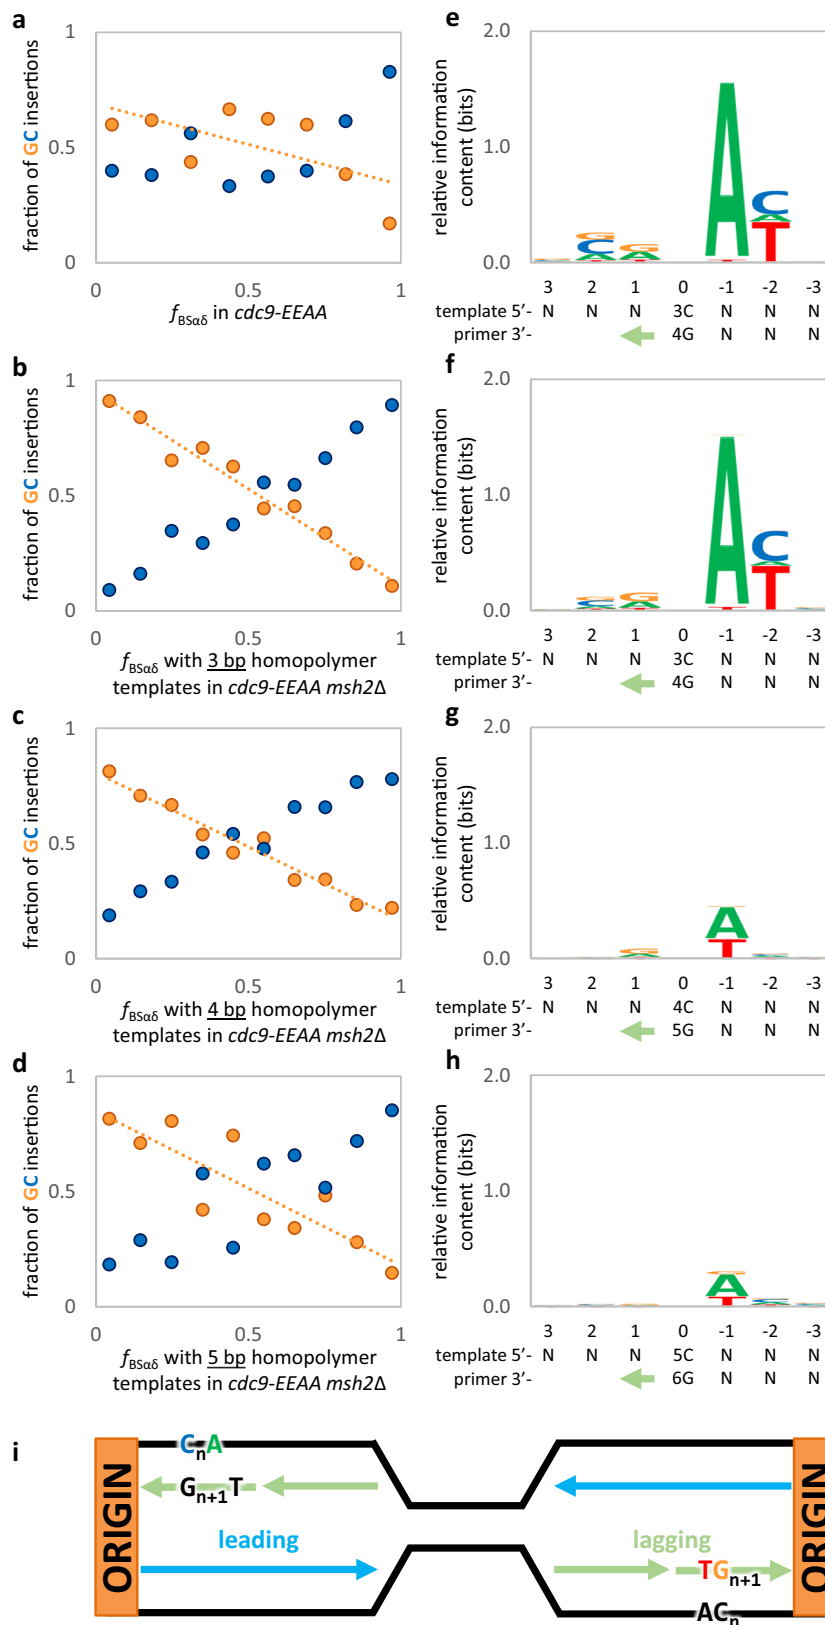 a
fraction of GC insertions
1
0.5
0
0
0.5
1
fBSαδ in cdc9-EEAA
b
fraction of GC insertions
1
0.5
0
0
0.5
1
fBSαδ with 3 bp homopolymer
templates in cdc9-EEAA msh2Δ
c
fraction of GC insertions
1
0.5
0
0
0.5
1
fBSαδ with 4 bp homopolymer
templates in cdc9-EEAA msh2Δ
d
fraction of GC insertions
1
0.5
0
0
0.5
1
fBSαδ with 5 bp homopolymer
templates in cdc9-EEAA msh2Δ
e
relative information
content (bits)
2.0
1.0
0.0
G C A
G A
A T
C A T
3 2 1 0 -1 -2 -3
template 5'- N N N 3C N N N
primer 3'- 4G N N N
f
relative information
content (bits)
2.0
1.0
0.0
G C A
G A
A T
C A T
3 2 1 0 -1 -2 -3
template 5'- N N N 3C N N N
primer 3'- 4G N N N
g
relative information
content (bits)
2.0
1.0
0.0
G A
A T
3 2 1 0 -1 -2 -3
template 5'- N N N 4C N N N
primer 3'- 5G N N N
h
relative information
content (bits)
2.0
1.0
0.0
G A T
3 2 1 0 -1 -2 -3
template 5'- N N N 5C N N N
primer 3'- 6G N N N
i
ORIGIN
CnA
Gn+1T
leading
lagging
TGn+1
ACn
ORIGIN